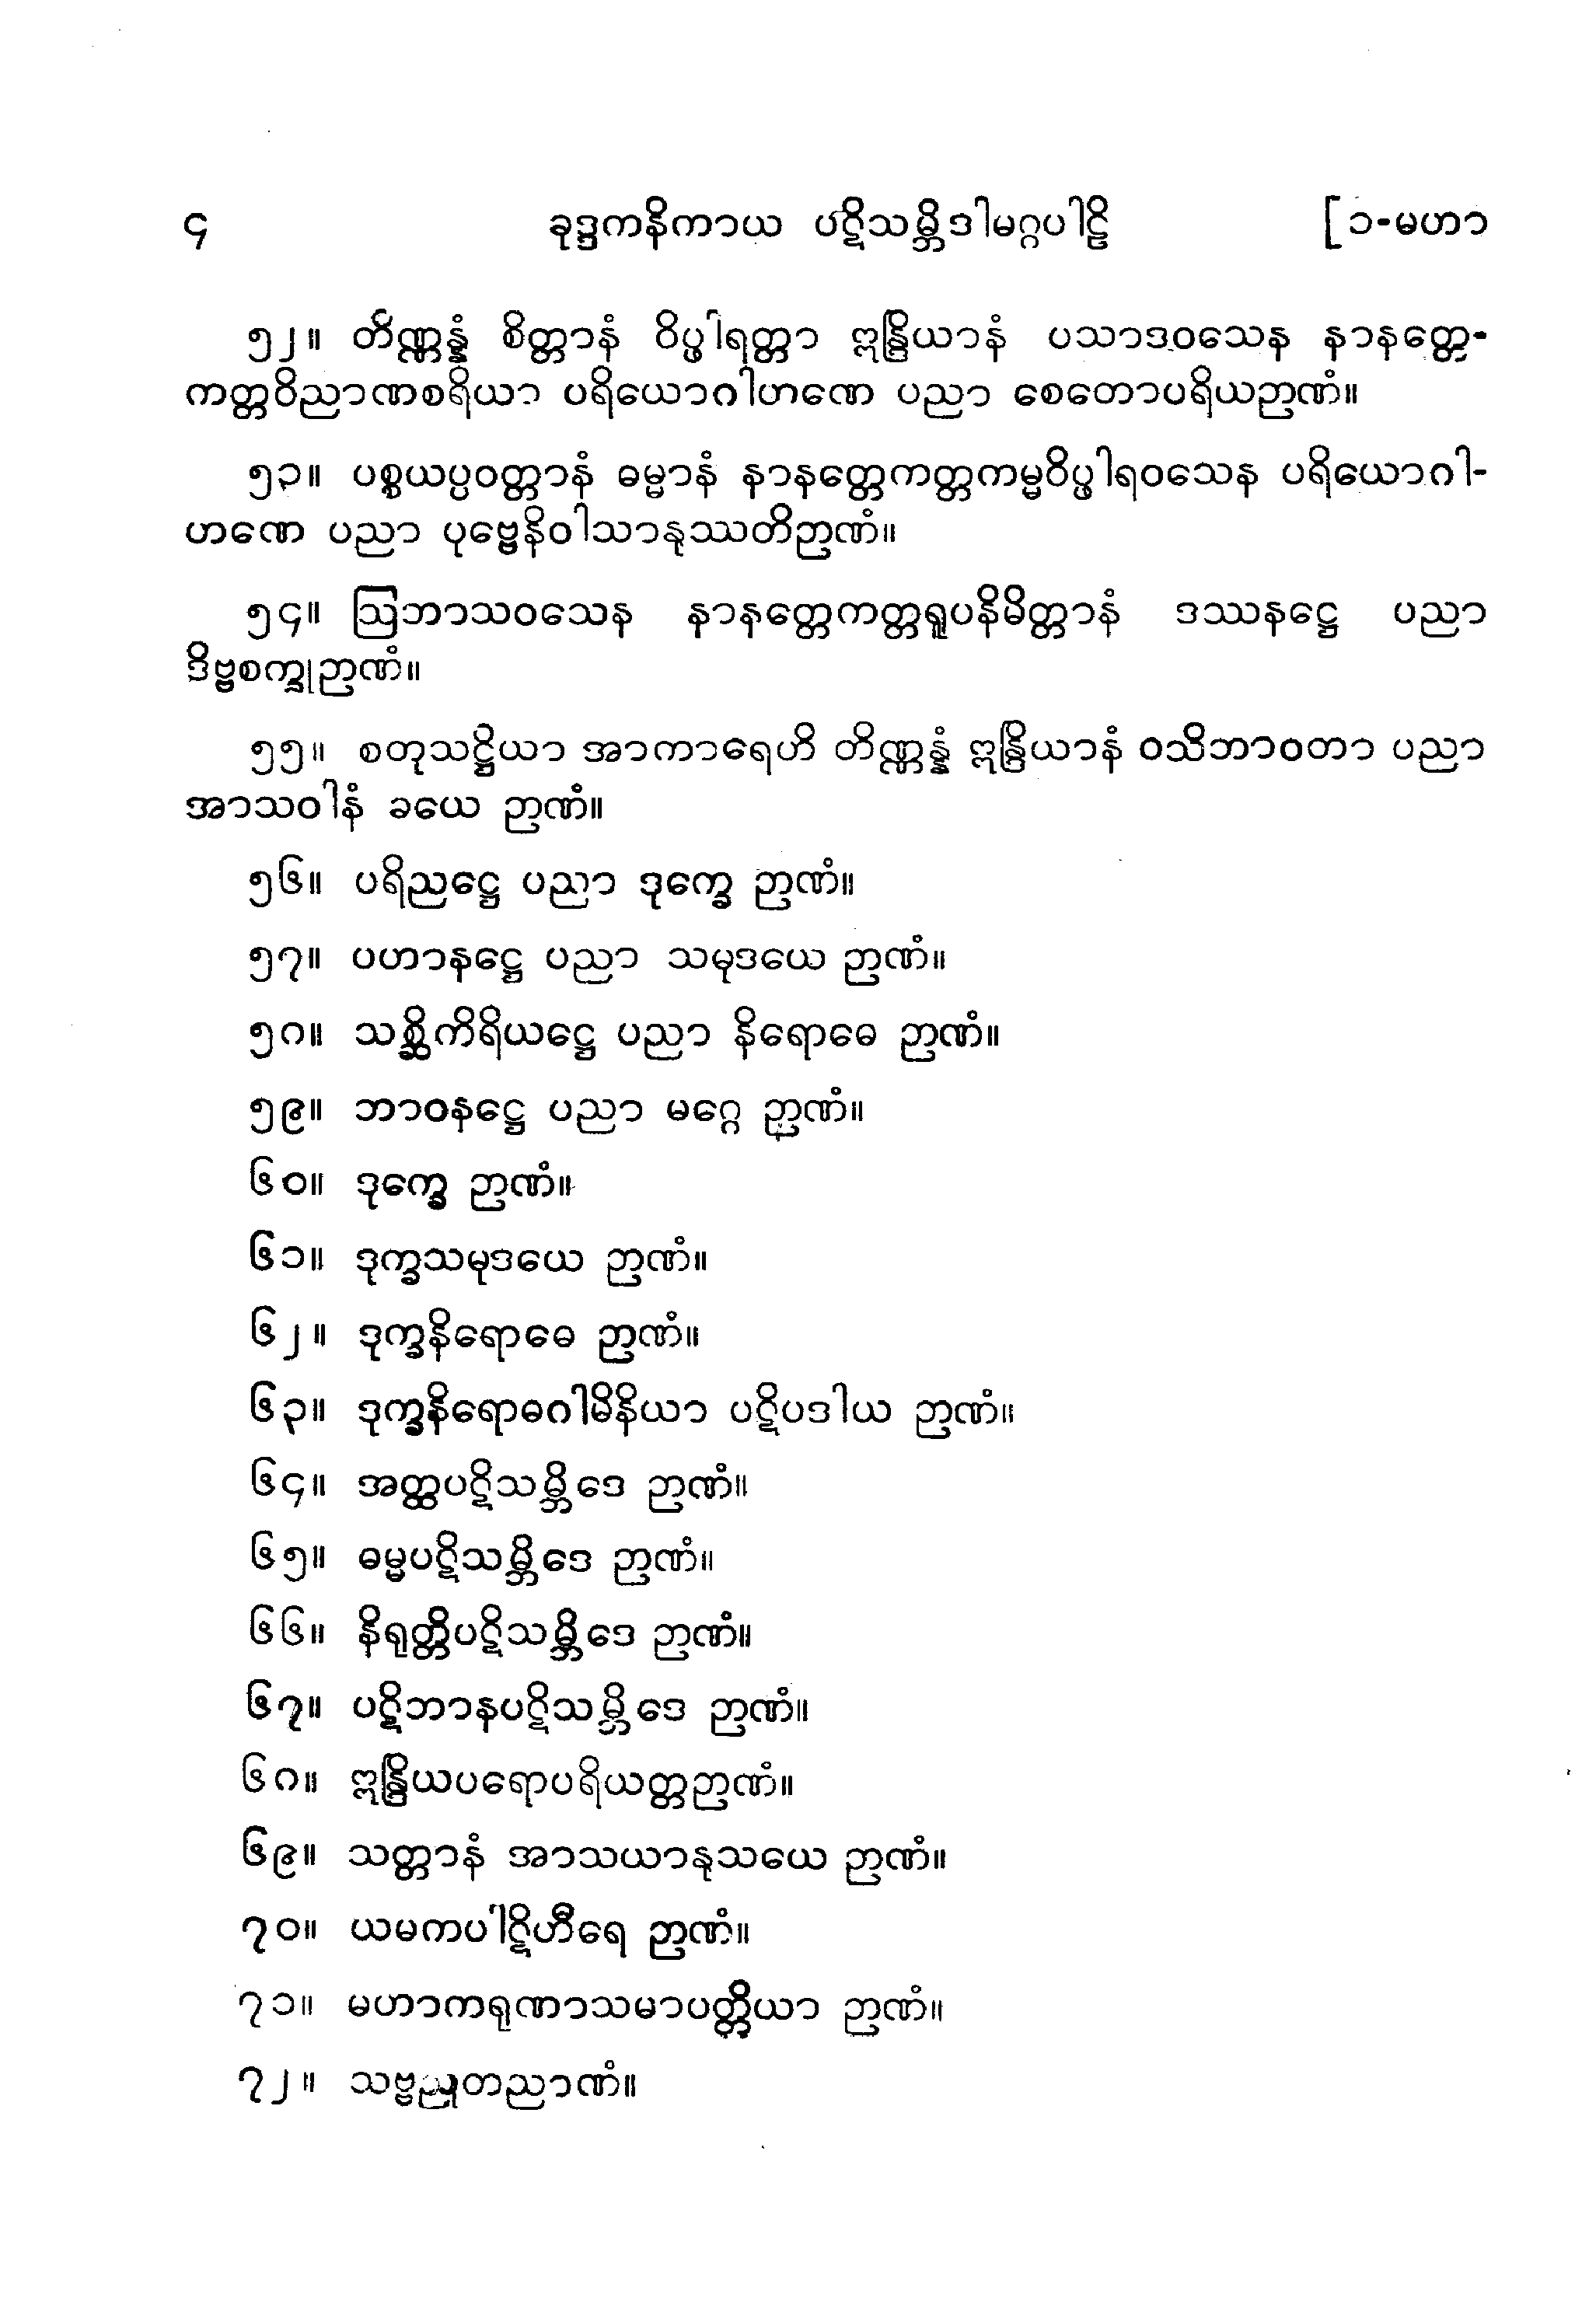 ၄ ခုဒ္ဒကနိကာယ ပဋိသမ္ဘိဒါမဂ္ဂပါဠိ [ ၁-မဟာ
၅၂။ တိဏ္ဏန္နံ စိတ္တာနံ ဝိပ္ဖါရတ္တာ ဣန္ဒြိယာနံ ပသာဒဝသေန နာနတ္တေ-
ကတ္တဝိညာဏစရိယာ ပရိယောဂါဟဏေ ပညာ စေတောပရိယဉာဏံ။
၅၃။ ပစ္စယပ္ပဝတ္တာနံ ဓမ္မာနံ နာနတ္တေကတ္တကမ္မဝိပ္ဖါရဝသေန ပရိယောဂါ-
ဟဏေ ပညာ ပုဗ္ဗေနိဝါသာနုဿတိဉာဏံ။
၅၄။ ဩဘာသဝသေန နာနတ္တေကတ္တရူပနိမိတ္တာနံ ဒဿနဋ္ဌေ ပညာ
ဒိဗ္ဗစက္ခုဉာဏံ။
၅၅။ စတုသဋ္ဌိယာ အာကာရေဟိ တိဏ္ဏန္နံ ဣန္ဒြိယာနံ ဝသိဘာဝတာ ပညာ
အာသဝါနံ ခယေ ဉာဏံ။
၅၆။ ပရိညဋ္ဌေ ပညာ ဒုက္ခေ ဉာဏံ။
၅၇။ ပဟာနဋ္ဌေ ပညာ သမုဒယေ ဉာဏံ။
၅၈။ သစ္ဆိကိရိယဋ္ဌေ ပညာ နိရောဓေ ဉာဏံ။
၅၉။ ဘာဝနဋ္ဌေ ပညာ မဂ္ဂေ ဉာဏံ။
၆၀။ ဒုက္ခေ ဉာဏံ။
၆၁။ ဒုက္ခသမုဒယေ ဉာဏံ။
၆၂။ ဒုက္ခနိရောဓေ ဉာဏံ။
၆၃။ ဒုက္ခနိရောဓဂါမိနိယာ ပဋိပဒါယ ဉာဏံ။
၆၄။ အတ္ထပဋိသမ္ဘိဒေ ဉာဏံ။
၆၅။ ဓမ္မပဋိသမ္ဘိဒေ ဉာဏံ။
၆၆။ နိရုတ္တိပဋိသမ္ဘိဒေ ဉာဏံ။
၆၇။ ပဋိဘာနပဋိသမ္ဘိဒေ ဉာဏံ။
၆၈။ ဣန္ဒြိယပရောပရိယတ္တဉာဏံ။
၆၉။ သတ္တာနံ အာသယာနုသယေ ဉာဏံ။
၇၀။ ယမကပါဋိဟီရေ ဉာဏံ။
၇၁။ မဟာကရုဏာသမာပတ္တိယာ ဉာဏံ။
၇၂။ သဗ္ဗညုတညာဏံ။